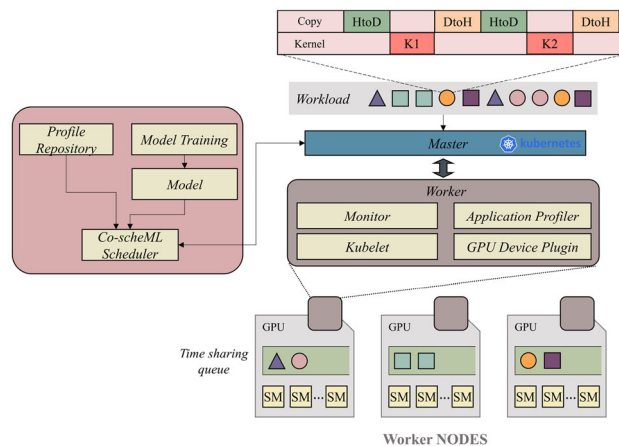 Copy HtoD DtoH HtoD DtoH
Kernel K1 K2
Workload
Master kubernetes
Profile Repository
Model Training
Model
Co-scheML Scheduler
Worker
Monitor Application Profiler
Kubelet GPU Device Plugin
Time sharing queue
GPU GPU GPU
SM SM ... SM SM SM ... SM SM SM ... SM
Worker NODES